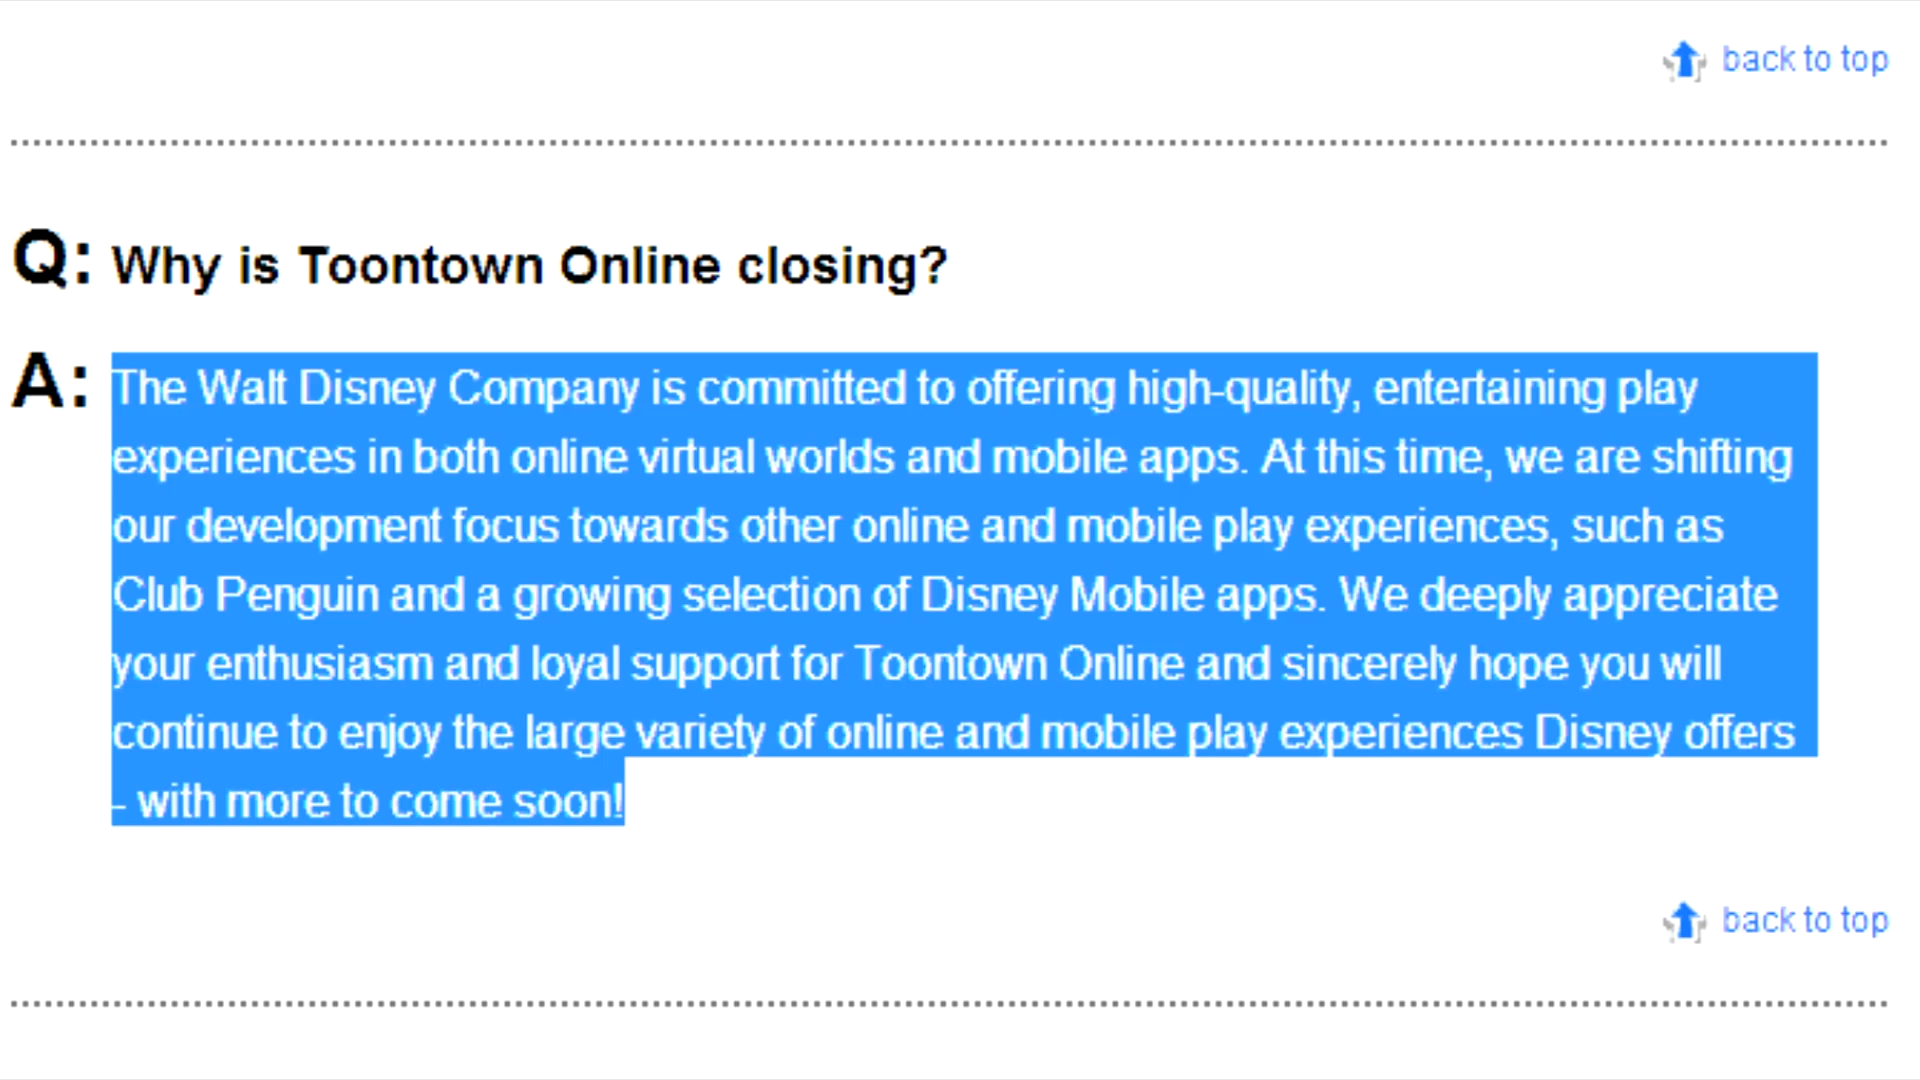 back to top
Q: Why is Toontown Online closing?
A: The Walt Disney Company is committed to offering high-quality, entertaining play
experiences in both online virtual worlds and mobile apps. At this time, we are shifting
our development focus towards other online and mobile play experiences, such as
Club Penguin and a growing selection of Disney Mobile apps. We deeply appreciate
your enthusiasm and loyal support for Toontown Online and sincerely hope you will
continue to enjoy the large variety of online and mobile play experiences Disney offers
- with more to come soon!
back to top